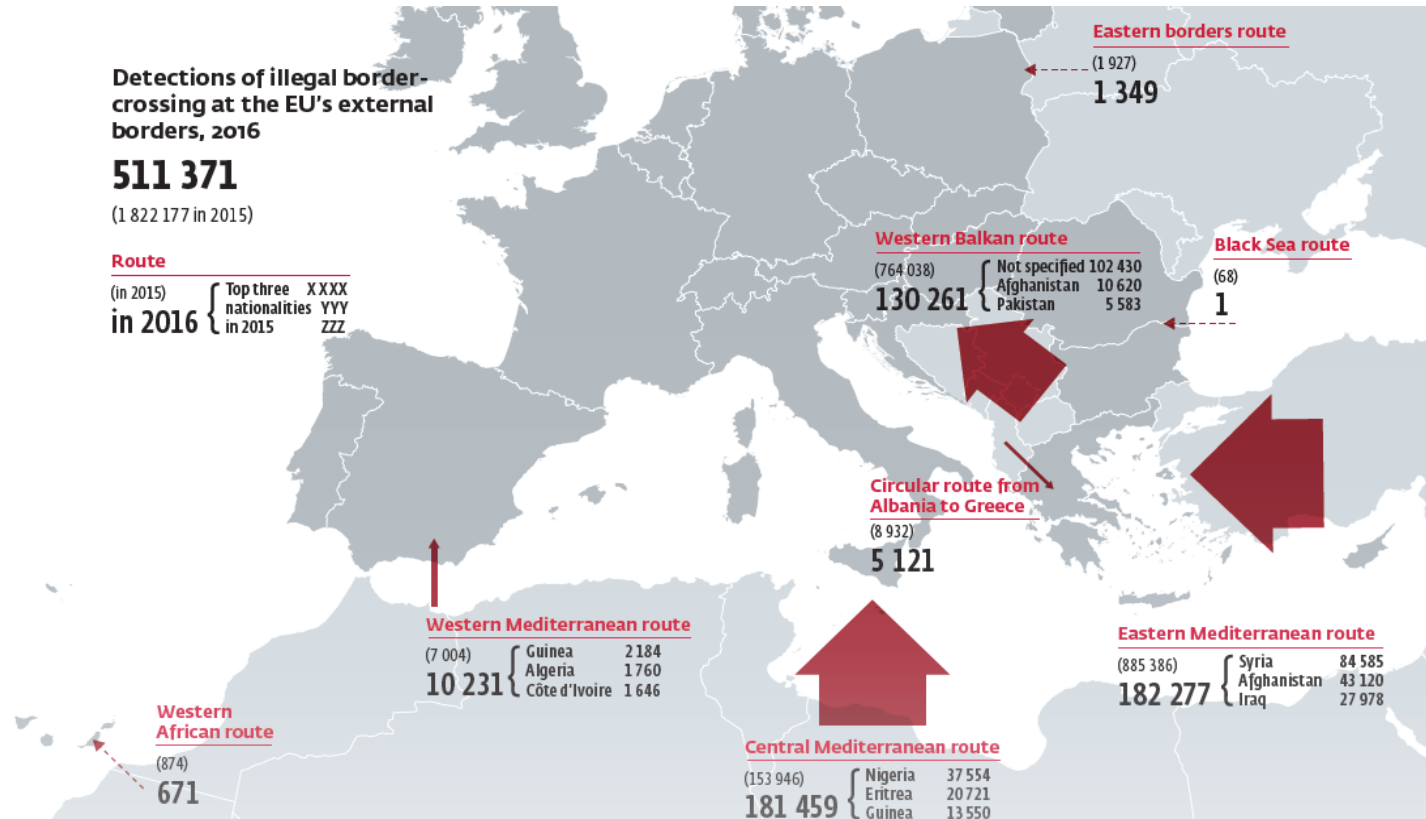 Detections of illegal border-
crossing at the EU's external
borders, 2016
511 371
(1 822 177 in 2015)
Route
(in 2015)
in 2016
Top three XXXX
nationalities YYY
in 2015 ZZZ
Eastern borders route
(1 927)
1 349
Western Balkan route
(764 038)
130 261
Not specified 102 430
Afghanistan 10 620
Pakistan 5 583
Black Sea route
(68)
1
Circular route from
Albania to Greece
(8 932)
5 121
Western Mediterranean route
(7 004)
10 231
Guinea 2 184
Algeria 1 760
Côte d'Ivoire 1 646
Eastern Mediterranean route
(885 386)
182 277
Syria 84 585
Afghanistan 43 120
Iraq 27 978
Western
African route
(874)
671
Central Mediterranean route
(153 946)
181 459
Nigeria 37 554
Eritrea 20 721
Guinea 13 550